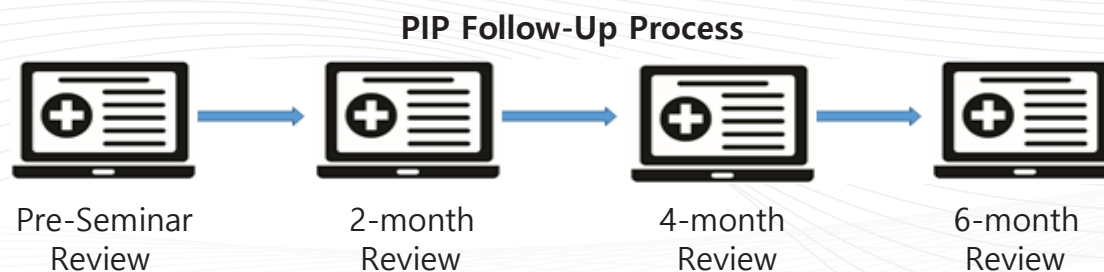 PIP Follow-Up Process
Pre-Seminar
Review
2-month
Review
4-month
Review
6-month
Review